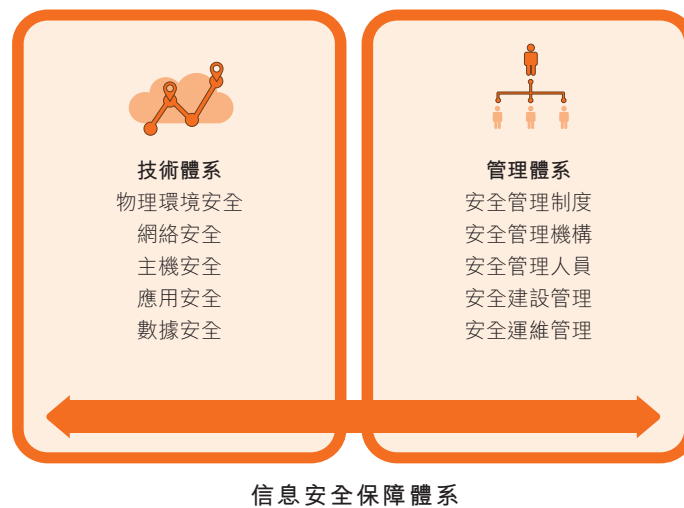 技術體系
物理環境安全
網絡安全
主機安全
應用安全
數據安全
管理體系
安全管理制度
安全管理機構
安全管理人員
安全建設管理
安全運維管理
信息安全保障體系